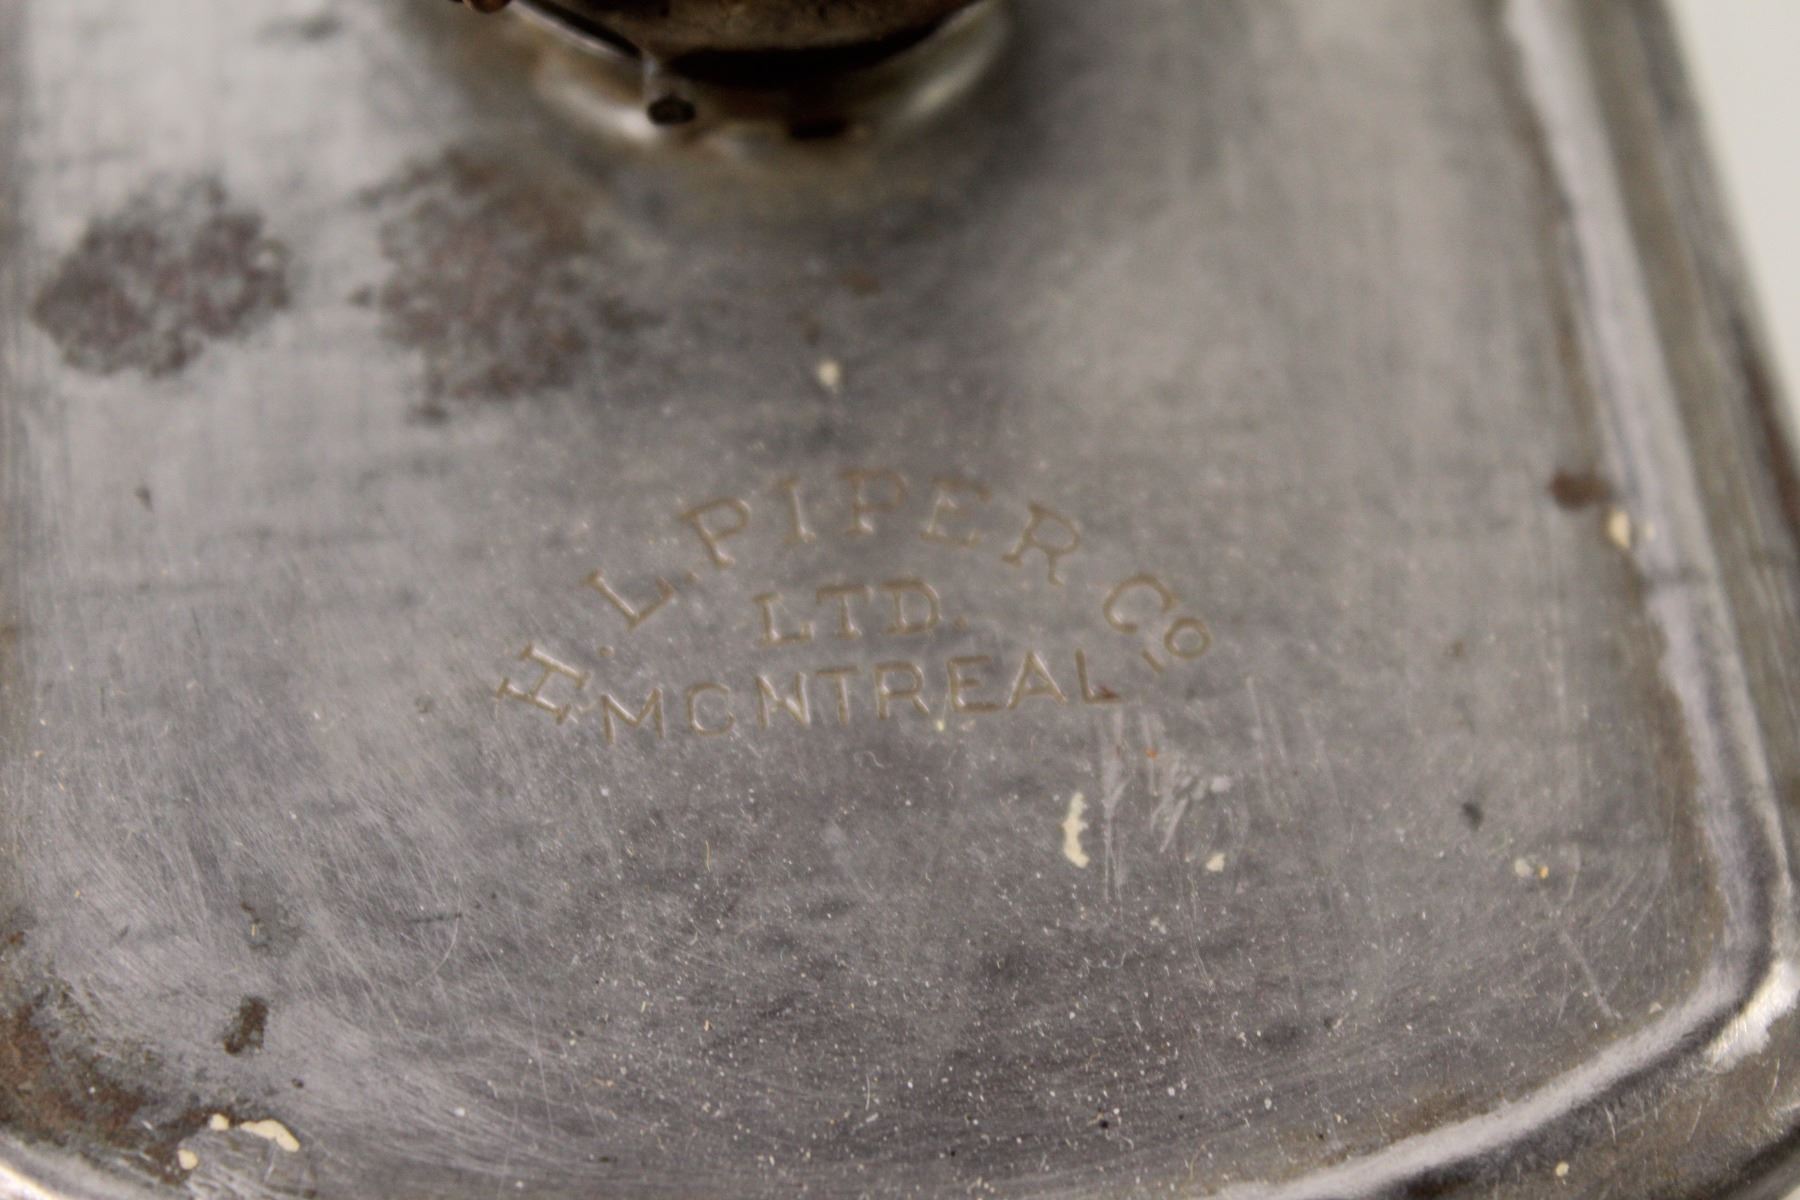 H. L. PIPER CO
LTD.
MONTREAL